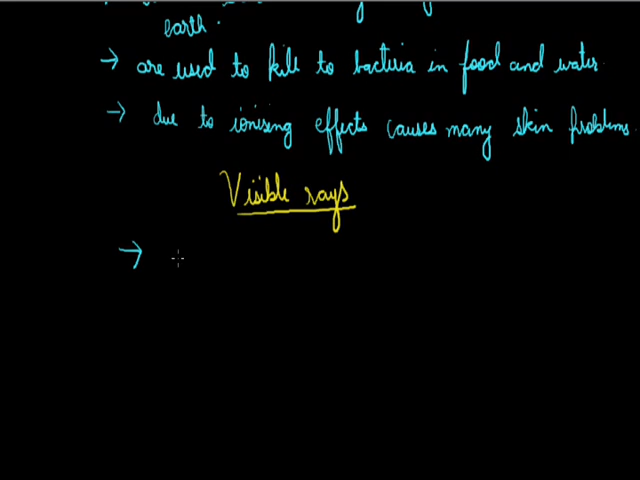 earth.
→ are used to kill to bacteria in food and water
→ due to ionising effects causes many skin problems.
Visible rays
→